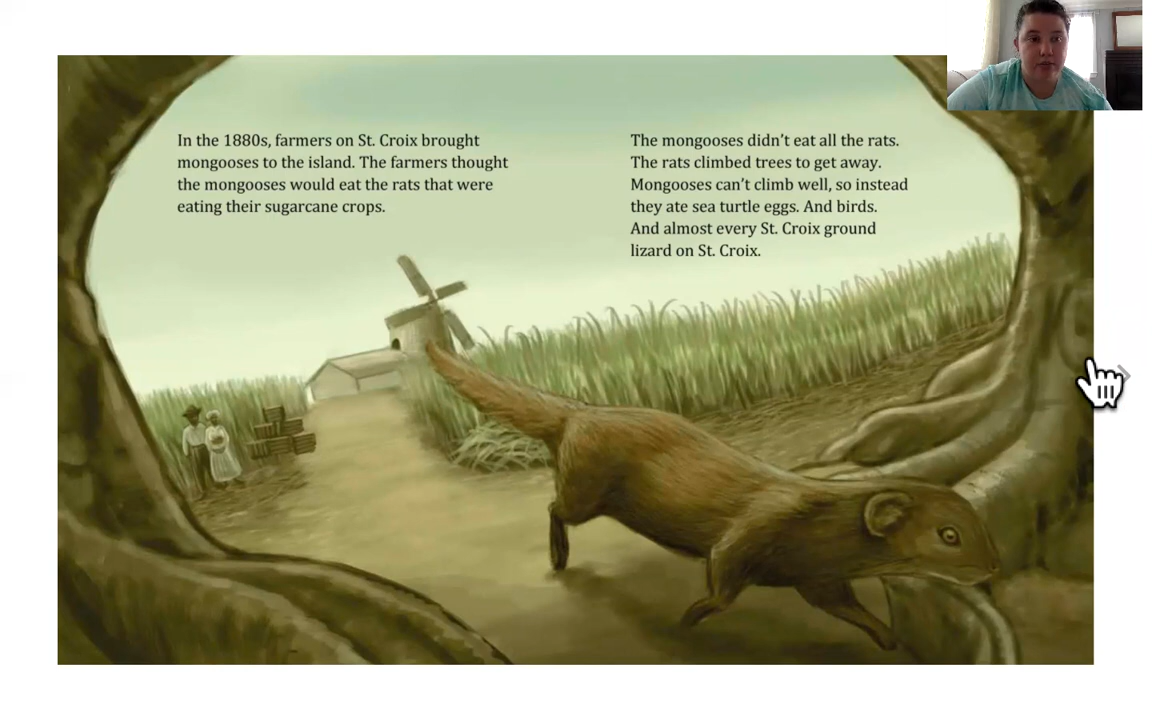 In the 1880s, farmers on St. Croix brought
mongooses to the island. The farmers thought
the mongooses would eat the rats that were
eating their sugarcane crops.
The mongooses didn’t eat all the rats.
The rats climbed trees to get away.
Mongooses can’t climb well, so instead
they ate sea turtle eggs. And birds.
And almost every St. Croix ground
lizard on St. Croix.